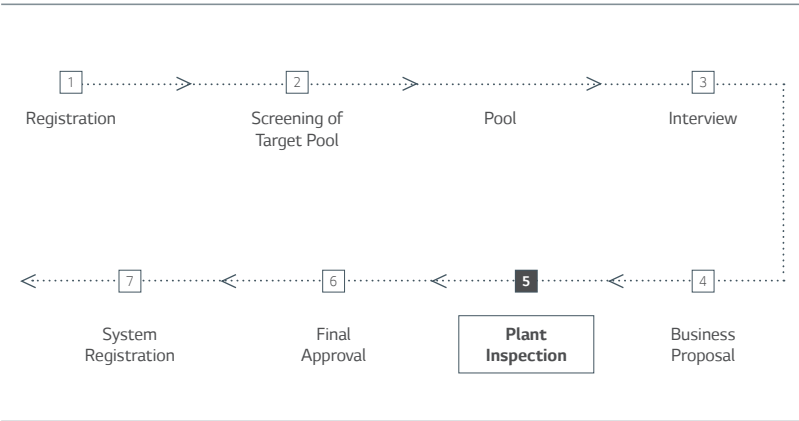 1
2
3
Registration
Screening of
Target Pool
Pool
Interview
7
6
5
4
System
Registration
Final
Approval
Plant
Inspection
Business
Proposal